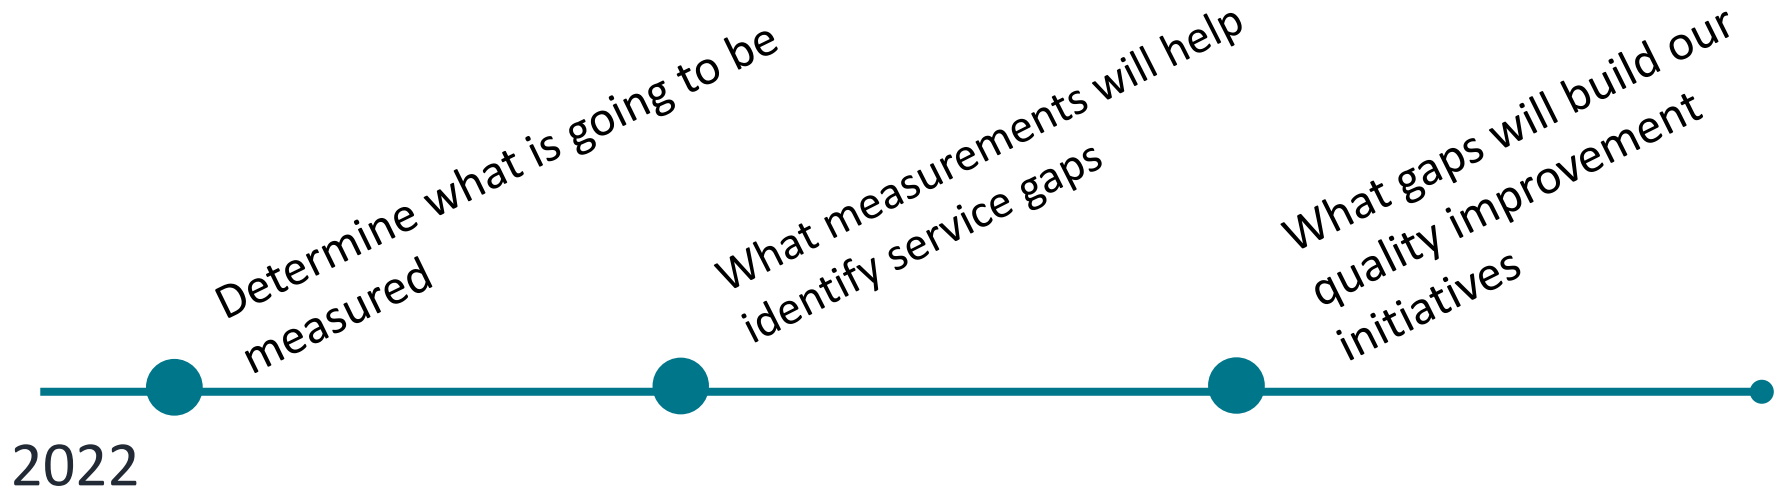 Determine what is going to be
measured
What measurements will help
identify service gaps
What gaps will build our
quality improvement
initiatives
2022